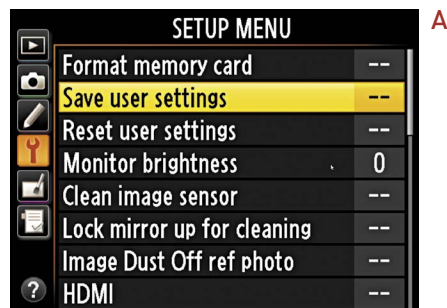 SETUP MENU
A
Format memory card --
Save user settings --
Reset user settings --
Monitor brightness 0
Clean image sensor --
Lock mirror up for cleaning --
Image Dust Off ref photo --
HDMI --
?